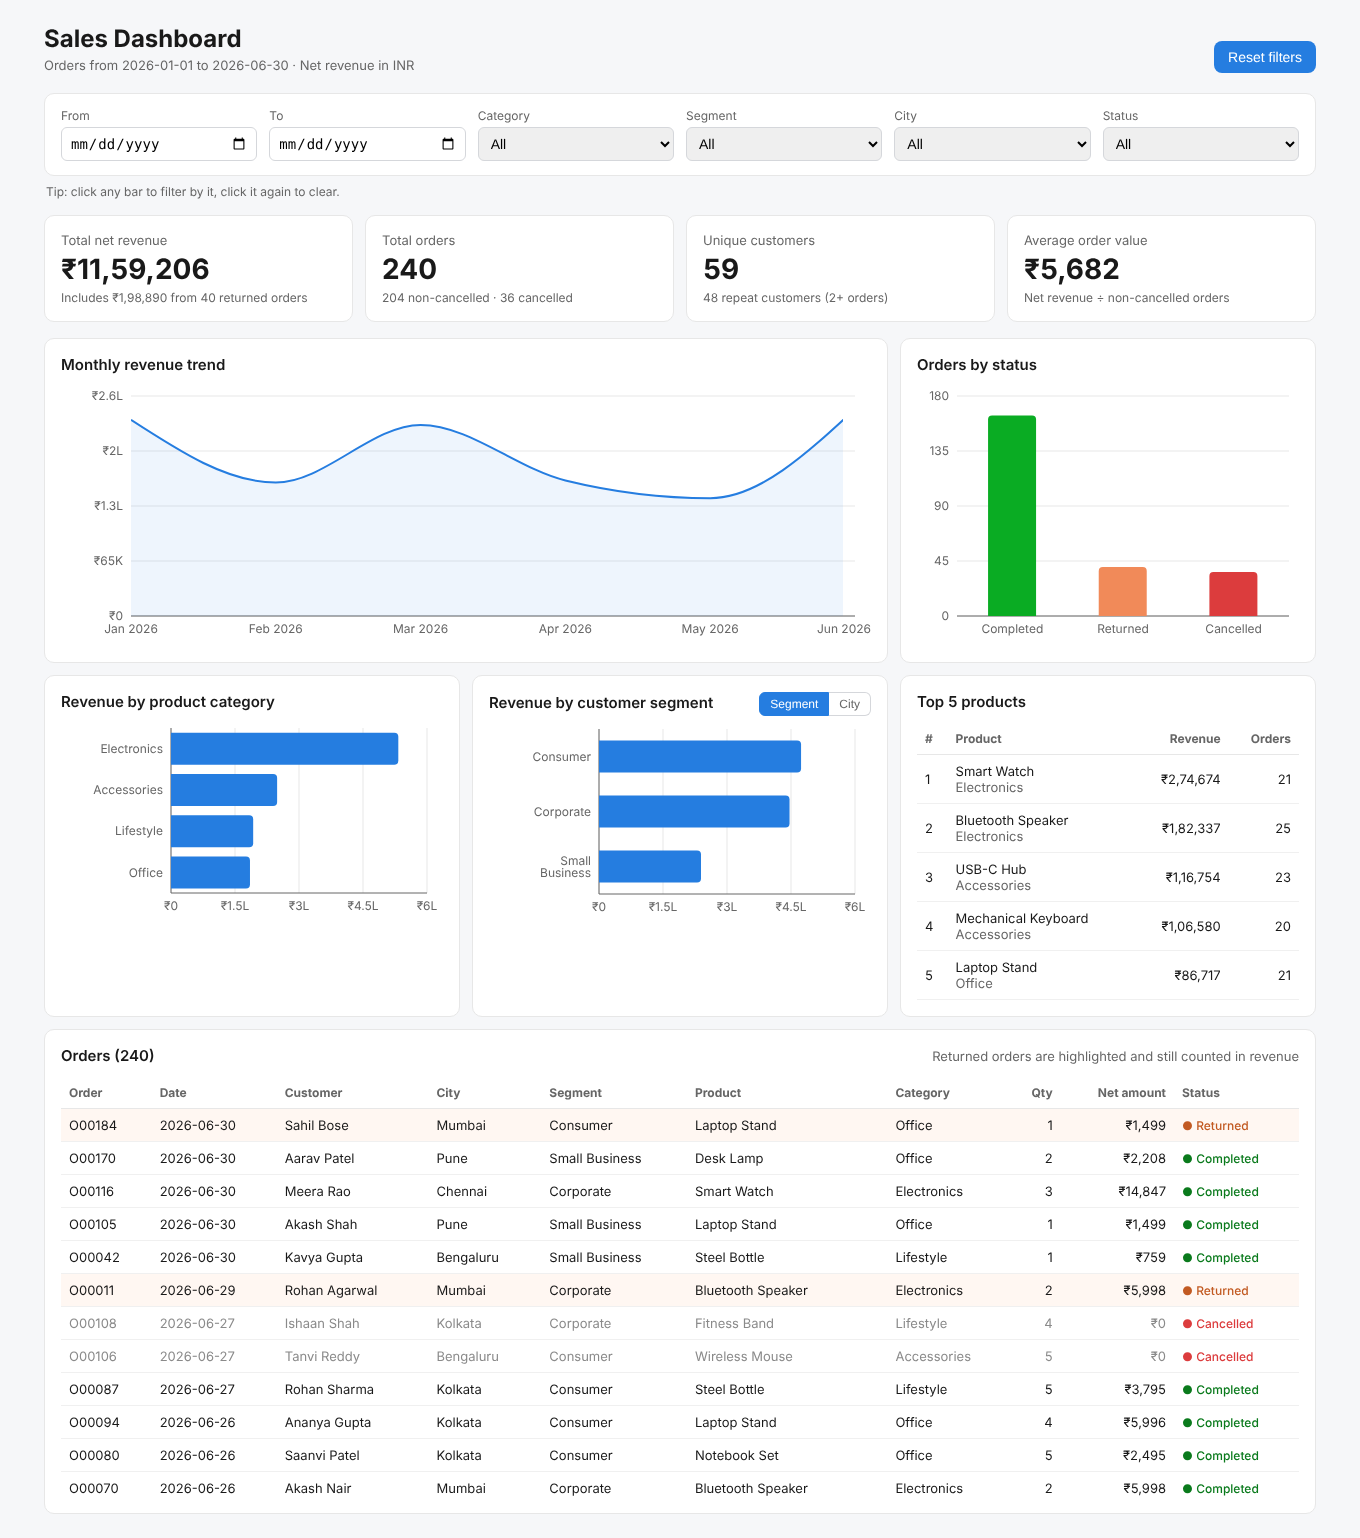 Sales Dashboard
Orders from 2026-01-01 to 2026-06-30 · Net revenue in INR
Reset filters
From To Category Segment City Status
mm/dd/yyyy mm/dd/yyyy All All All All
Tip: click any bar to filter by it, click it again to clear.
Total net revenue
₹11,59,206
Includes ₹1,98,890 from 40 returned orders
Total orders
240
204 non-cancelled · 36 cancelled
Unique customers
59
48 repeat customers (2+ orders)
Average order value
₹5,682
Net revenue ÷ non-cancelled orders
Monthly revenue trend
₹2.6L
₹2L
₹1.3L
₹65K
₹0
Jan 2026 Feb 2026 Mar 2026 Apr 2026 May 2026 Jun 2026
Orders by status
180
135
90
45
0
Completed Returned Cancelled
Revenue by product category
Electronics
Accessories
Lifestyle
Office
₹0 ₹1.5L ₹3L ₹4.5L ₹6L
Revenue by customer segment
Segment City
Consumer
Corporate
Small
Business
₹0 ₹1.5L ₹3L ₹4.5L ₹6L
Top 5 products
# Product Revenue Orders
1 Smart Watch ₹2,74,674 21
Electronics
2 Bluetooth Speaker ₹1,82,337 25
Electronics
3 USB-C Hub ₹1,16,754 23
Accessories
4 Mechanical Keyboard ₹1,06,580 20
Accessories
5 Laptop Stand ₹86,717 21
Office
Orders (240)
Returned orders are highlighted and still counted in revenue
Order Date Customer City Segment Product Category Qty Net amount Status
O00184 2026-06-30 Sahil Bose Mumbai Consumer Laptop Stand Office 1 ₹1,499 Returned
O00170 2026-06-30 Aarav Patel Pune Small Business Desk Lamp Office 2 ₹2,208 Completed
O00116 2026-06-30 Meera Rao Chennai Corporate Smart Watch Electronics 3 ₹14,847 Completed
O00105 2026-06-30 Akash Shah Pune Small Business Laptop Stand Office 1 ₹1,499 Completed
O00042 2026-06-30 Kavya Gupta Bengaluru Small Business Steel Bottle Lifestyle 1 ₹759 Completed
O00011 2026-06-29 Rohan Agarwal Mumbai Corporate Bluetooth Speaker Electronics 2 ₹5,998 Returned
O00108 2026-06-27 Ishaan Shah Kolkata Corporate Fitness Band Lifestyle 4 ₹0 Cancelled
O00106 2026-06-27 Tanvi Reddy Bengaluru Consumer Wireless Mouse Accessories 5 ₹0 Cancelled
O00087 2026-06-27 Rohan Sharma Kolkata Consumer Steel Bottle Lifestyle 5 ₹3,795 Completed
O00094 2026-06-26 Ananya Gupta Kolkata Consumer Laptop Stand Office 4 ₹5,996 Completed
O00080 2026-06-26 Saanvi Patel Kolkata Consumer Notebook Set Office 5 ₹2,495 Completed
O00070 2026-06-26 Akash Nair Mumbai Corporate Bluetooth Speaker Electronics 2 ₹5,998 Completed